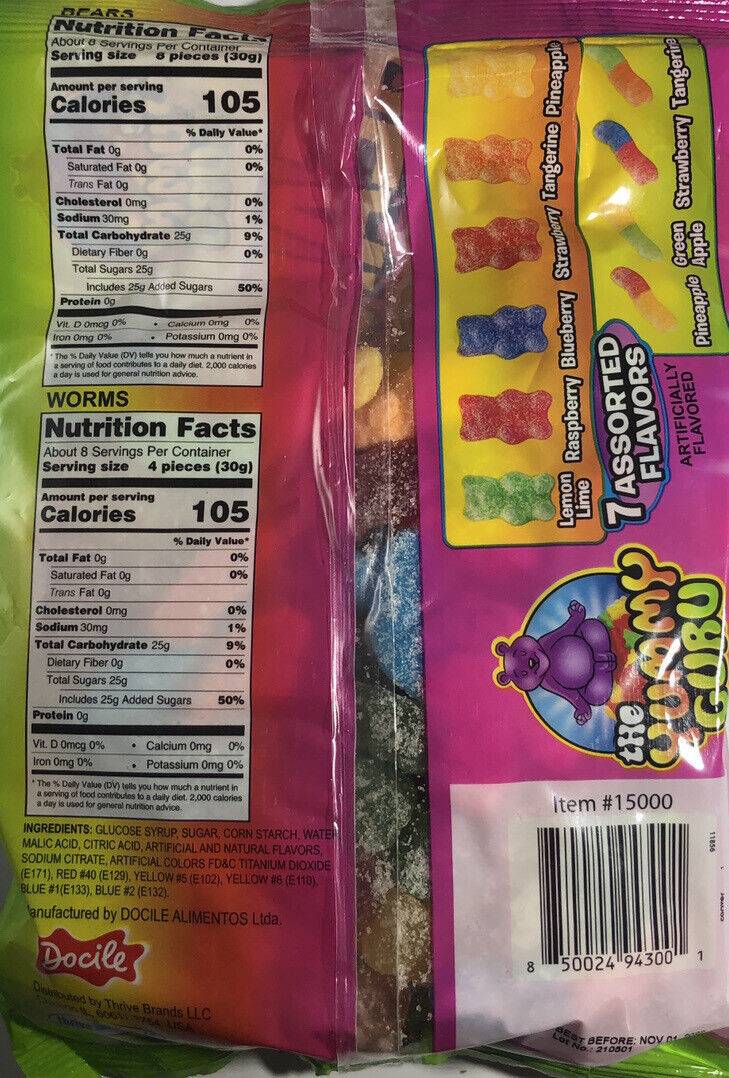 BEARS
Nutrition Facts
About 8 Servings Per Container
Serving size 8 pieces (30g)
Amount per serving
Calories 105
% Daily Value*
Total Fat 0g 0%
Saturated Fat 0g 0%
Trans Fat 0g
Cholesterol 0mg 0%
Sodium 30mg 1%
Total Carbohydrate 25g 9%
Dietary Fiber 0g 0%
Total Sugars 25g
Includes 25g Added Sugars 50%
Protein 0g
Vit. D 0mcg 0% • Calcium 0mg 0%
Iron 0mg 0% • Potassium 0mg 0%
* The % Daily Value (DV) tells you how much a nutrient in
a serving of food contributes to a daily diet. 2,000 calories
a day is used for general nutrition advice.
WORMS
Nutrition Facts
About 8 Servings Per Container
Serving size 4 pieces (30g)
Amount per serving
Calories 105
% Daily Value*
Total Fat 0g 0%
Saturated Fat 0g 0%
Trans Fat 0g
Cholesterol 0mg 0%
Sodium 30mg 1%
Total Carbohydrate 25g 9%
Dietary Fiber 0g 0%
Total Sugars 25g
Includes 25g Added Sugars 50%
Protein 0g
Vit. D 0mcg 0% • Calcium 0mg 0%
Iron 0mg 0% • Potassium 0mg 0%
* The % Daily Value (DV) tells you how much a nutrient in
a serving of food contributes to a daily diet. 2,000 calories
a day is used for general nutrition advice.
INGREDIENTS: GLUCOSE SYRUP, SUGAR, CORN STARCH, WATER
MALIC ACID, CITRIC ACID, ARTIFICIAL AND NATURAL FLAVORS,
SODIUM CITRATE, ARTIFICIAL COLORS FD&C TITANIUM DIOXIDE
(E171), RED #40 (E129), YELLOW #5 (E102), YELLOW #6 (E110),
BLUE #1(E133), BLUE #2 (E132).
anufactured by DOCILE ALIMENTOS Ltda.
Docile
Distributed by Thrive Brands LLC
IL, USA
Thrive
Lemon Lime
Raspberry
Blueberry
Strawberry
Tangerine
Pineapple
Pineapple
Green Apple
Strawberry
Tangerine
7 ASSORTED
FLAVORS
ARTIFICIALLY
FLAVORED
the
YUMMY
GURU
Item #15000
11856
8 50024 94300 1
BEST BEFORE: NOV 01
Lot No.: 210501